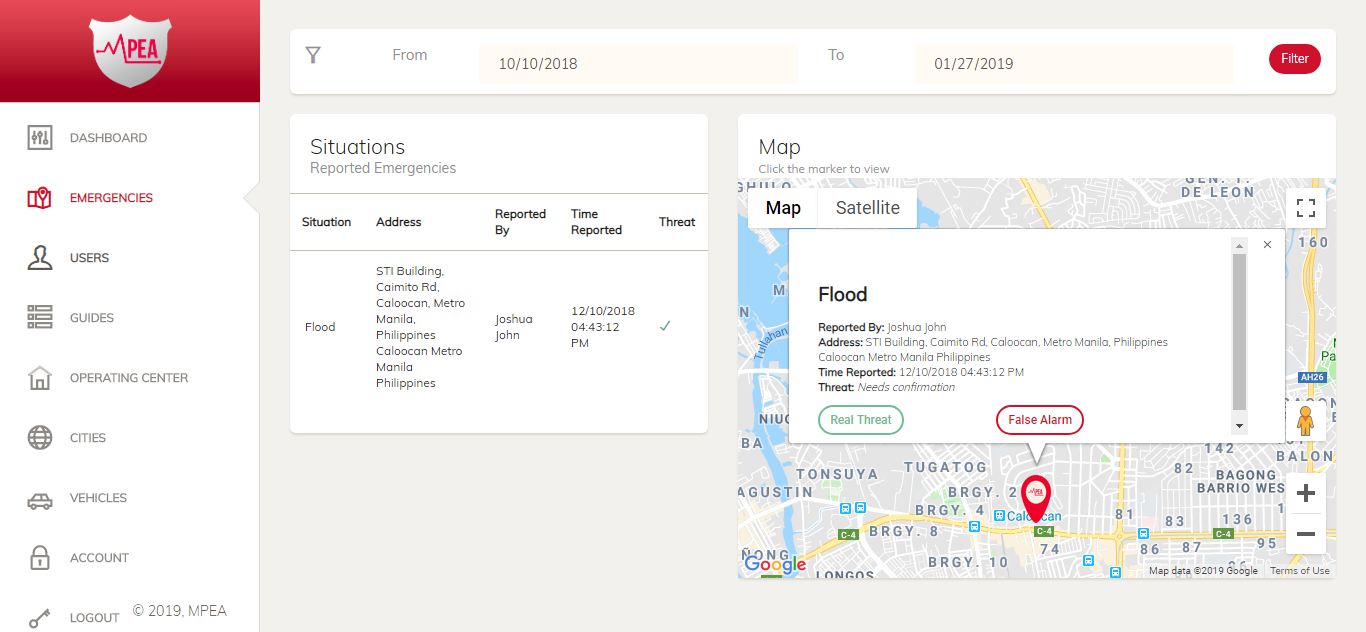 MPEA
DASHBOARD
EMERGENCIES
USERS
GUIDES
OPERATING CENTER
CITIES
VEHICLES
ACCOUNT
LOGOUT
© 2019, MPEA
From
10/10/2018
To
01/27/2019
Filter
Situations
Reported Emergencies
Situation
Address
Reported
By
Time
Reported
Threat
Flood
STI Building,
Caimito Rd,
Caloocan, Metro
Manila,
Philippines
Caloocan Metro
Manila
Philippines
Joshua
John
12/10/2018
04:43:12
PM
Map
Click the marker to view
Map
Satellite
GEN. T.
DE LEON
160
Flood
Reported By: Joshua John
Address: STI Building, Caimito Rd, Caloocan, Metro Manila, Philippines
Caloocan Metro Manila Philippines
Time Reported: 12/10/2018 04:43:12 PM
Threat: Needs confirmation
Real Threat
False Alarm
Tullahan
AH26
142
BALON
TONSUYA
TUGATOG
82
BAGONG
BARRIO WES
AGUSTIN
BRGY. 2
BRGY. 4
Caloocan
81
83
136
C-4
BRGY. 8
C-4
C-4
74
86
87
95
BRGY. 10
LONGOS
Google
Map data ©2019 Google
Terms of Use